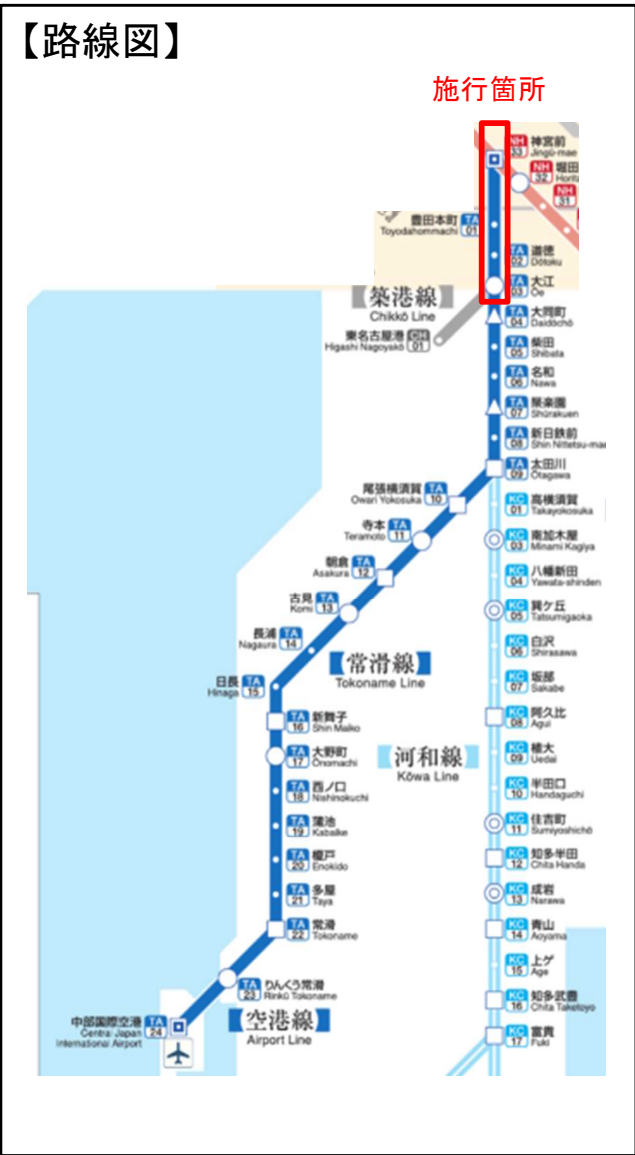 【路線図】
施行箇所
NH
33
神宮前
Jingū-mae
NH
32
堀田
Horita
NH
31
豊田本町
Toyodahommachi
TA
01
TA
02
道徳
Dōtoku
TA
03
大江
Ōe
【築港線】
Chikkō Line
東名古屋港
Higashi Nagoyakō
CH
01
TA
04
大同町
Daidōchō
TA
05
柴田
Shibata
TA
06
名和
Nawa
TA
07
聚楽園
Shūrakuen
TA
08
新日鉄前
Shin Nittetsu-mae
TA
09
太田川
Ōtagawa
尾張横須賀
Owari Yokosuka
TA
10
寺本
Teramoto
TA
11
朝倉
Asakura
TA
12
古見
Komi
TA
13
長浦
Nagaura
TA
14
日長
Hinaga
TA
15
【常滑線】
Tokoname Line
TA
16
新舞子
Shin Maiko
TA
17
大野町
Ōnomachi
TA
18
西ノ口
Nishinokuchi
TA
19
蒲池
Kabaike
TA
20
榎戸
Enokido
TA
21
多屋
Taya
TA
22
常滑
Tokoname
TA
23
りんくう常滑
Rinkū Tokoname
中部国際空港
Central Japan
International Airport
TA
24
【空港線】
Airport Line
KC
01
高横須賀
Takayokosuka
KC
03
南加木屋
Minami Kagiya
KC
04
八幡新田
Yawata-shinden
KC
05
巽ケ丘
Tatsumigaoka
KC
06
白沢
Shirasawa
KC
07
坂部
Sakabe
KC
08
阿久比
Agui
【河和線】
Kōwa Line
KC
09
植大
Uedai
KC
10
半田口
Handaguchi
KC
11
住吉町
Sumiyoshichō
KC
12
知多半田
Chita Handa
KC
13
成岩
Narawa
KC
14
青山
Aoyama
KC
15
上ゲ
Age
KC
16
知多武豊
Chita Taketoyo
KC
17
富貴
Fuki